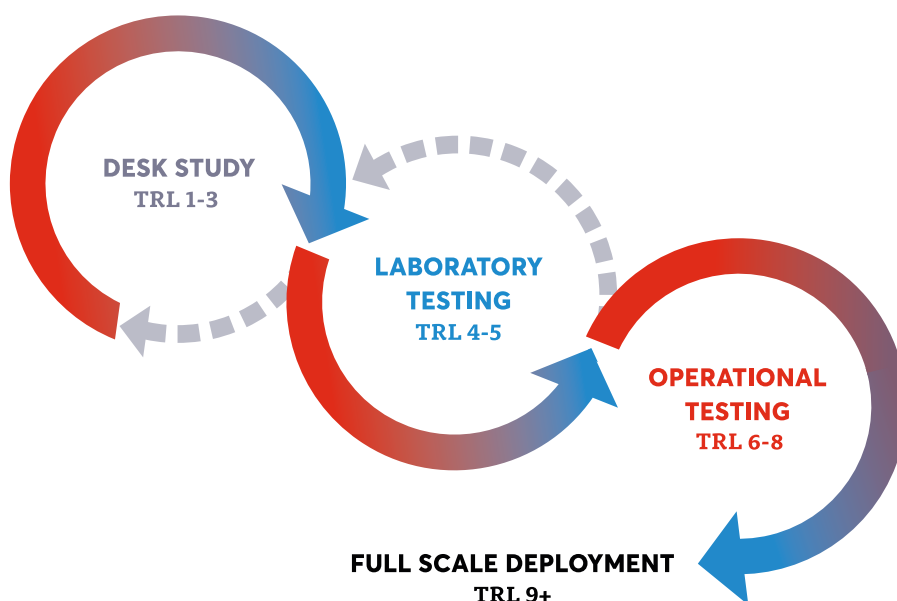 DESK STUDY
TRL 1-3
LABORATORY
TESTING
TRL 4-5
OPERATIONAL
TESTING
TRL 6-8
FULL SCALE DEPLOYMENT
TRL 9+